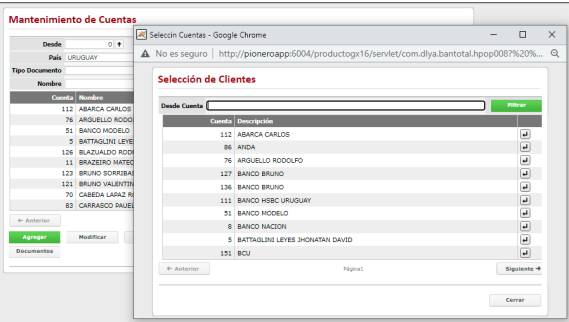 Mantenimiento de Cuentas
Desde 0
País URUGUAY
Tipo Documento
Nombre
Cuenta Nombre
112 ABARCA CARLOS
76 ARGUELLO RODO
51 BANCO MODELO
5 BATTAGLINI LEYE
126 BLAZUALDO RODI
11 BRAZEIRO MATEO
123 BRUNO SORRIBAS
121 BRUNO VALENTIN
70 CABEDA LAPAZ R
83 CARRASCO PAUEL
Anterior
Agregar Modificar
Documentos
Seleccin Cuentas - Google Chrome
No es seguro | http://pioneroapp:6004/productogx16/servlet/com.dlya.bantotal.hpop008?%20%...
Selección de Clientes
Desde Cuenta Filtrar
Cuenta Descripción
112 ABARCA CARLOS
86 ANDA
76 ARGUELLO RODOLFO
127 BANCO BRUNO
136 BANCO BRUNO
111 BANCO HSBC URUGUAY
51 BANCO MODELO
8 BANCO NACION
5 BATTAGLINI LEYES JHONATAN DAVID
151 BCU
Anterior Página1 Siguiente
Cerrar